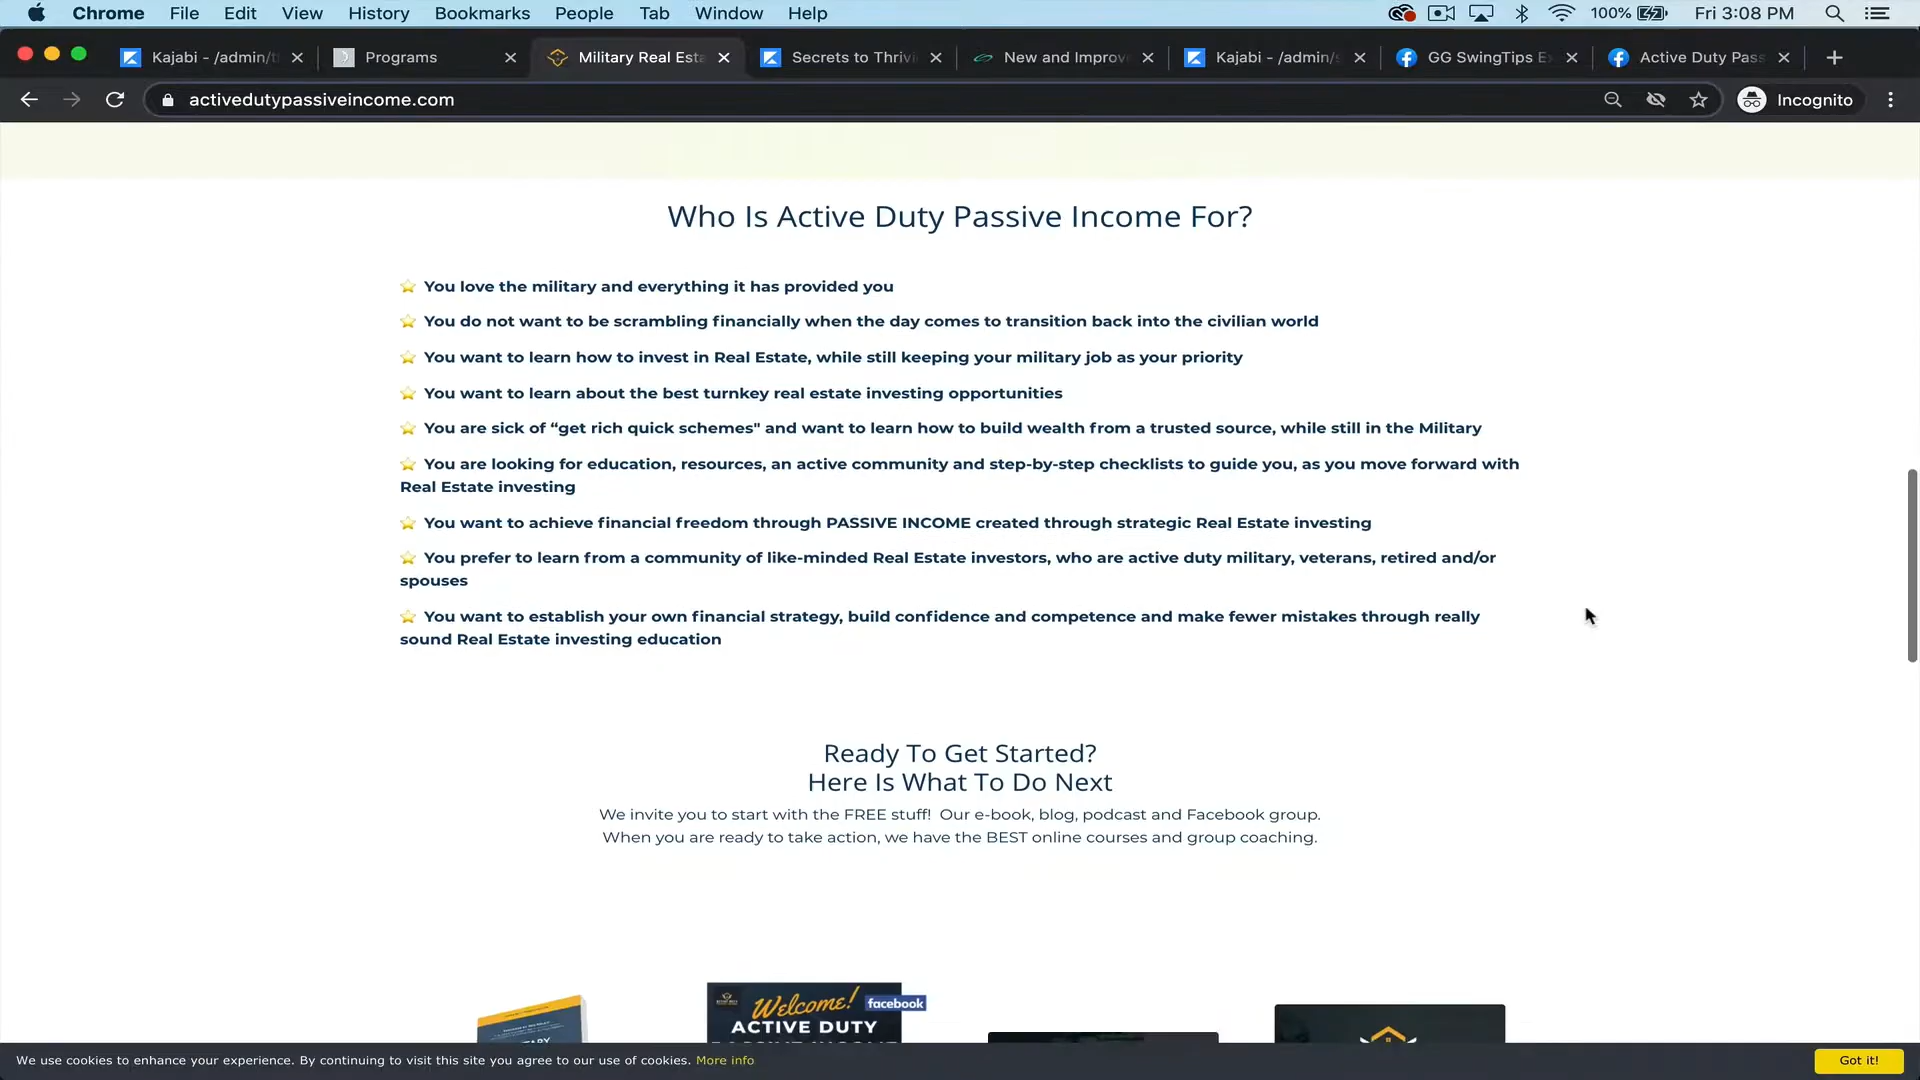 Chrome File Edit View History Bookmarks People Tab Window Help 100% Fri 3:08 PM
Kajabi - /admin/t Programs Military Real Esta Secrets to Thrivi New and Improv Kajabi - /admin/s GG SwingTips E Active Duty Pass
activedutypassiveincome.com Incognito
Who Is Active Duty Passive Income For?
You love the military and everything it has provided you
You do not want to be scrambling financially when the day comes to transition back into the civilian world
You want to learn how to invest in Real Estate, while still keeping your military job as your priority
You want to learn about the best turnkey real estate investing opportunities
You are sick of “get rich quick schemes" and want to learn how to build wealth from a trusted source, while still in the Military
You are looking for education, resources, an active community and step-by-step checklists to guide you, as you move forward with
Real Estate investing
You want to achieve financial freedom through PASSIVE INCOME created through strategic Real Estate investing
You prefer to learn from a community of like-minded Real Estate investors, who are active duty military, veterans, retired and/or
spouses
You want to establish your own financial strategy, build confidence and competence and make fewer mistakes through really
sound Real Estate investing education
Ready To Get Started?
Here Is What To Do Next
We invite you to start with the FREE stuff! Our e-book, blog, podcast and Facebook group.
When you are ready to take action, we have the BEST online courses and group coaching.
Welcome! facebook
ACTIVE DUTY
We use cookies to enhance your experience. By continuing to visit this site you agree to our use of cookies. More info Got it!